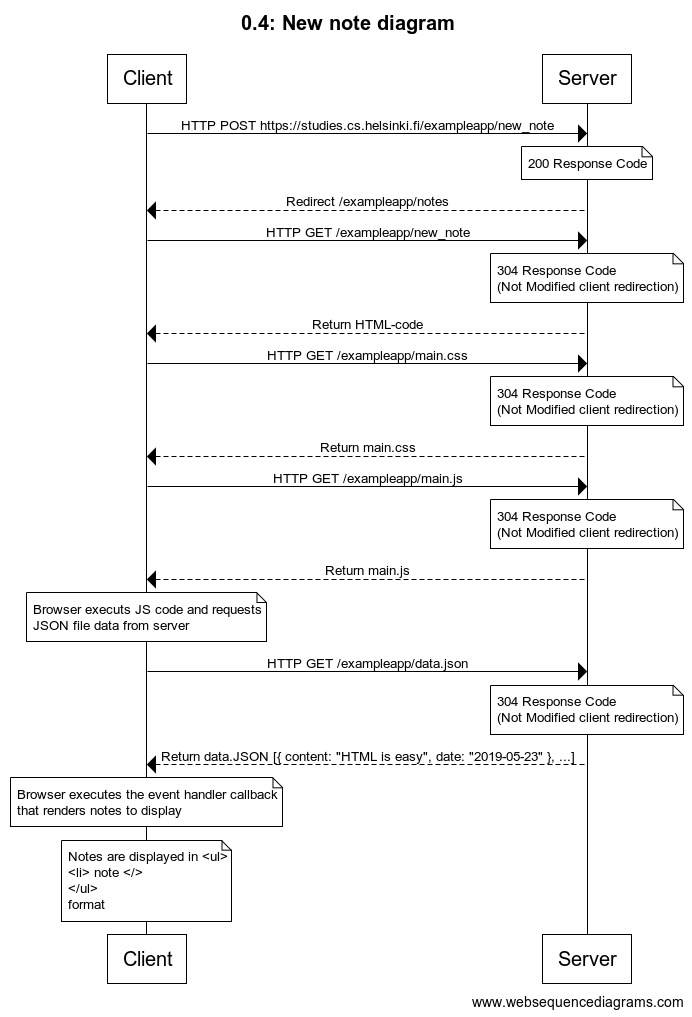 0.4: New note diagram
Client
Server
HTTP POST https://studies.cs.helsinki.fi/exampleapp/new_note
200 Response Code
Redirect /exampleapp/notes
HTTP GET /exampleapp/new_note
304 Response Code
(Not Modified client redirection)
Return HTML-code
HTTP GET /exampleapp/main.css
304 Response Code
(Not Modified client redirection)
Return main.css
HTTP GET /exampleapp/main.js
304 Response Code
(Not Modified client redirection)
Return main.js
Browser executs JS code and requests
JSON file data from server
HTTP GET /exampleapp/data.json
304 Response Code
(Not Modified client redirection)
Return data.JSON [{ content: "HTML is easy", date: "2019-05-23" }, ...]
Browser executes the event handler callback
that renders notes to display
Notes are displayed in <ul>
<li> note </>
</ul>
format
Client
Server
www.websequencediagrams.com